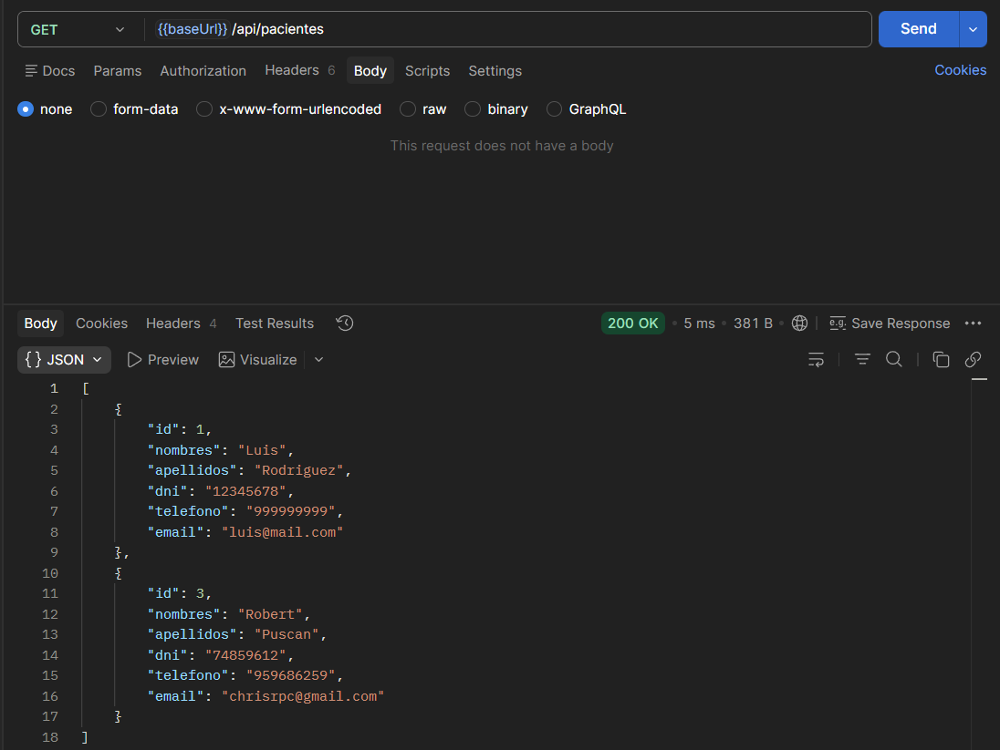 GET {{baseUrl}} /api/pacientes Send
Docs Params Authorization Headers 6 Body Scripts Settings Cookies
none form-data x-www-form-urlencoded raw binary GraphQL
This request does not have a body
Body Cookies Headers 4 Test Results 200 OK • 5 ms • 381 B • e.g. Save Response
{} JSON Preview Visualize
1 [
2 {
3 "id": 1,
4 "nombres": "Luis",
5 "apellidos": "Rodriguez",
6 "dni": "12345678",
7 "telefono": "999999999",
8 "email": "luis@mail.com"
9 },
10 {
11 "id": 3,
12 "nombres": "Robert",
13 "apellidos": "Puscan",
14 "dni": "74859612",
15 "telefono": "959686259",
16 "email": "chrisrpc@gmail.com"
17 }
18 ]